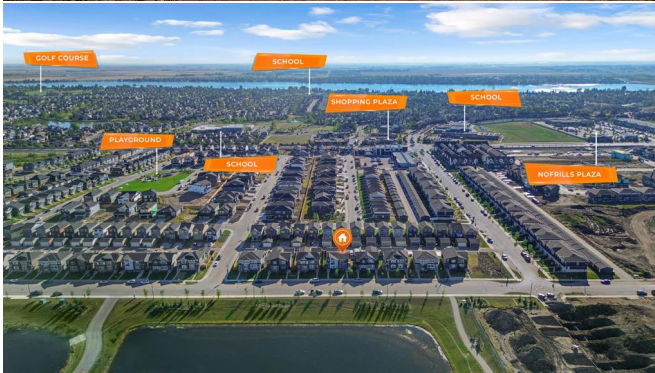 GOLF COURSE
SCHOOL
SHOPPING PLAZA
SCHOOL
PLAYGROUND
SCHOOL
NOFRILLS PLAZA